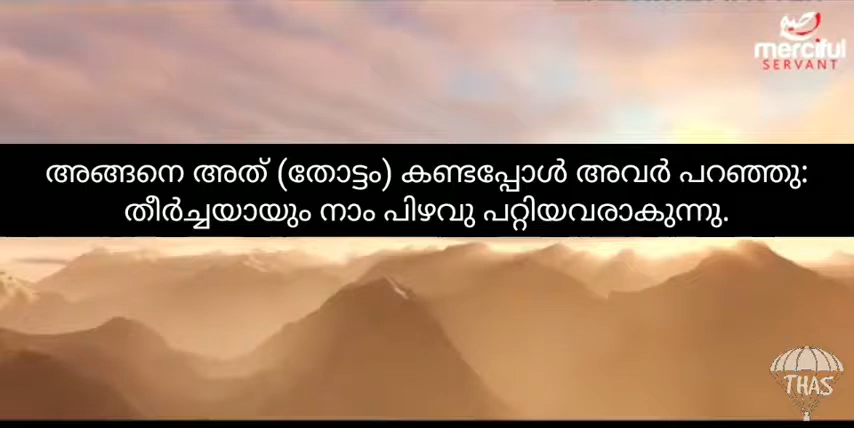 merciful
SERVANT
അങ്ങനെ അത് (തോട്ടം) കണ്ടപ്പോൾ അവർ പറഞ്ഞു:
തീർച്ചയായും നാം പിഴവു പറ്റിയവരാകുന്നു.
THAS